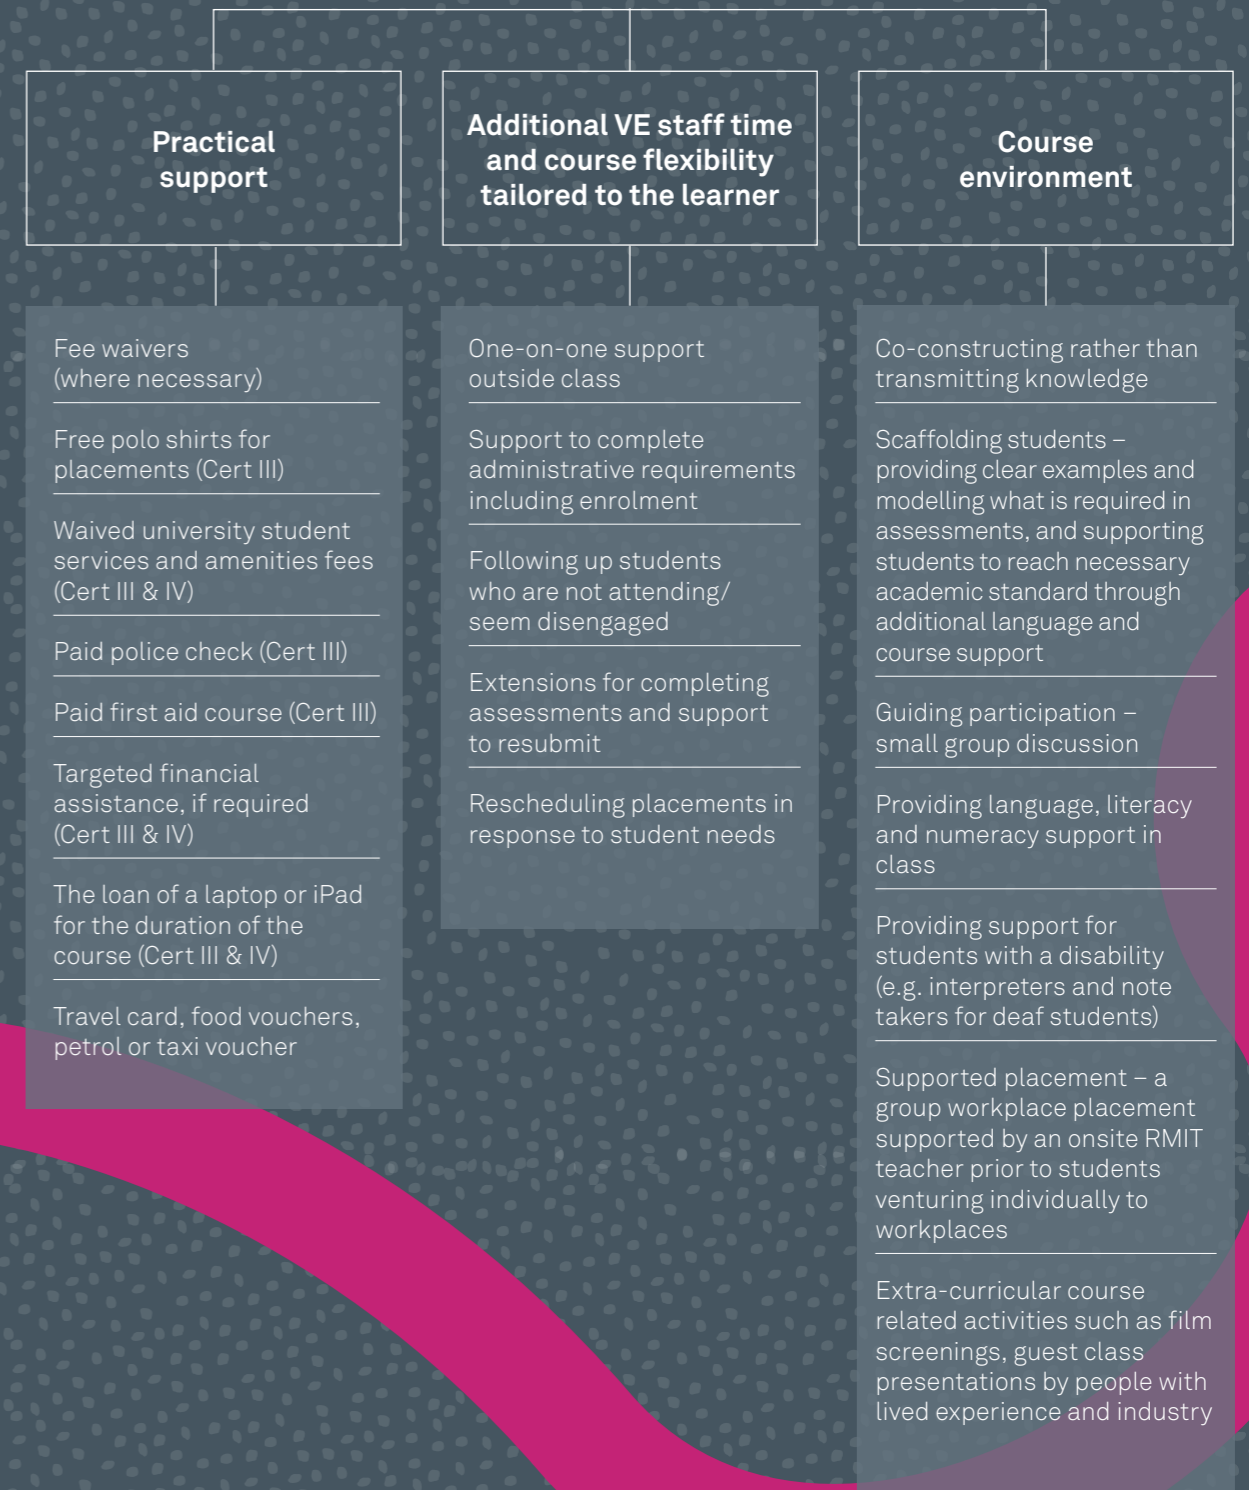 Practical
support
Fee waivers
(where necessary)
Free polo shirts for
placements (Cert III)
Waived university student
services and amenities fees
(Cert III & IV)
Paid police check (Cert III)
Paid first aid course (Cert III)
Targeted financial
assistance, if required
(Cert III & IV)
The loan of a laptop or iPad
for the duration of the
course (Cert III & IV)
Travel card, food vouchers,
petrol or taxi voucher
Additional VE staff time
and course flexibility
tailored to the learner
One-on-one support
outside class
Support to complete
administrative requirements
including enrolment
Following up students
who are not attending/
seem disengaged
Extensions for completing
assessments and support
to resubmit
Rescheduling placements in
response to student needs
Course
environment
Co-constructing rather than
transmitting knowledge
Scaffolding students –
providing clear examples and
modelling what is required in
assessments, and supporting
students to reach necessary
academic standard through
additional language and
course support
Guiding participation –
small group discussion
Providing language, literacy
and numeracy support in
class
Providing support for
students with a disability
(e.g. interpreters and note
takers for deaf students)
Supported placement – a
group workplace placement
supported by an onsite RMIT
teacher prior to students
venturing individually to
workplaces
Extra-curricular course
related activities such as film
screenings, guest class
presentations by people with
lived experience and industry